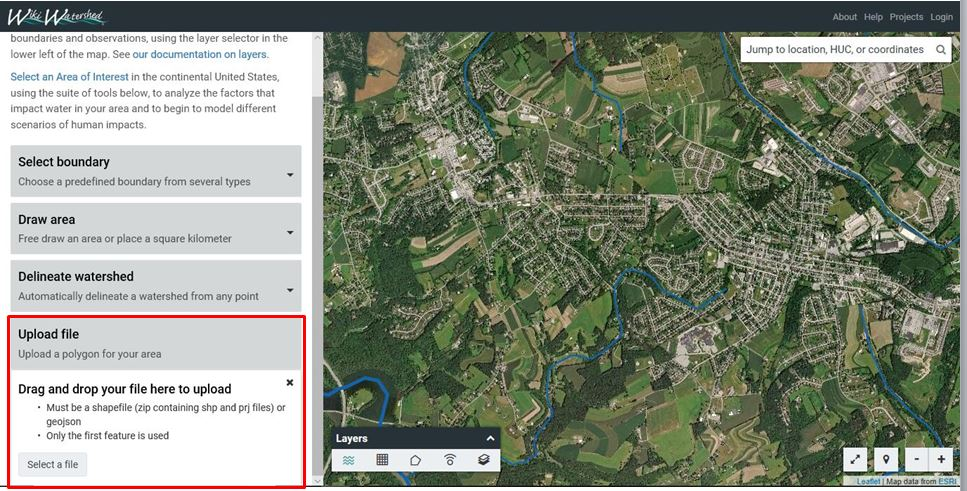 Wiki Watershed
About Help Projects Login
boundaries and observations, using the layer selector in the
lower left of the map. See our documentation on layers.
Select an Area of Interest in the continental United States,
using the suite of tools below, to analyze the factors that
impact water in your area and to begin to model different
scenarios of human impacts.
Select boundary
Choose a predefined boundary from several types
Draw area
Free draw an area or place a square kilometer
Delineate watershed
Automatically delineate a watershed from any point
Upload file
Upload a polygon for your area
Drag and drop your file here to upload
• Must be a shapefile (zip containing shp and prj files) or
geojson
• Only the first feature is used
Select a file
Jump to location, HUC, or coordinates
Layers
- +
Leaflet | Map data from ESRI